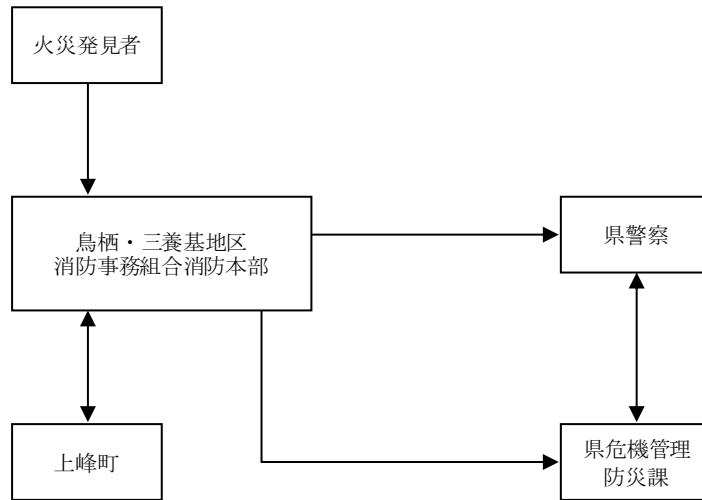 火災発見者
鳥栖・三養基地区
消防事務組合消防本部
県警察
上峰町
県危機管理
防災課